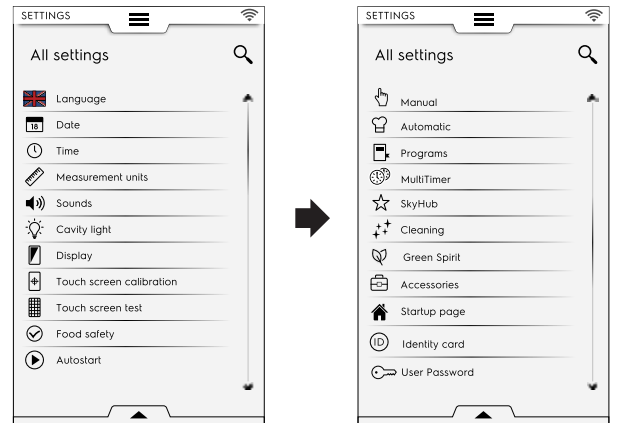 SETTINGS
All settings
Language
18 Date
Time
Measurement units
Sounds
Cavity light
Display
Touch screen calibration
Touch screen test
Food safety
Autostart
SETTINGS
All settings
Manual
Automatic
Programs
MultiTimer
SkyHub
Cleaning
Green Spirit
Accessories
Startup page
ID Identity card
User Password